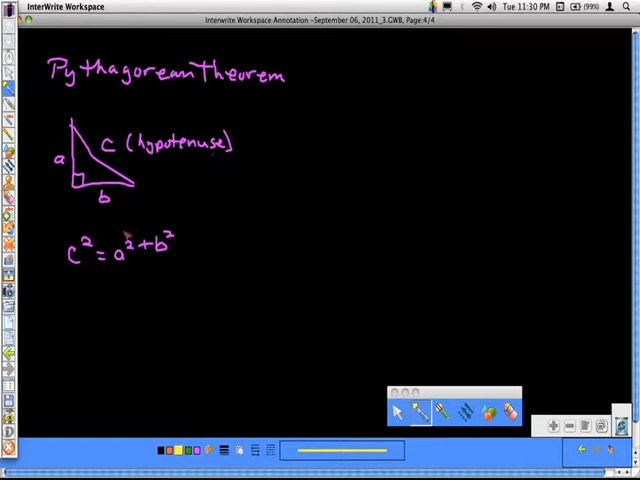 InterWrite Workspace
(99%)
Tue 11:30 PM
InterWrite Workspace Annotation -September 06, 2011_3.GWB, Page:4/4
Pythagorean Theorem
a
c (hypotenuse)
b
c² = a² + b²